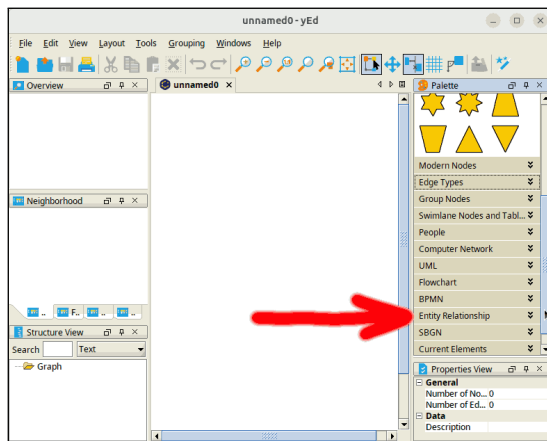 unnamed0 - yEd
File Edit View Layout Tools Grouping Windows Help
Overview
unnamed0
Palette
Modern Nodes
Edge Types
Group Nodes
Swimlane Nodes and Tabl...
People
Computer Network
UML
Flowchart
BPMN
Entity Relationship
SBGN
Current Elements
Neighborhood
.. F.. .. ..
Structure View
Search Text
Graph
Properties View
General
Number of No... 0
Number of Ed... 0
Data
Description